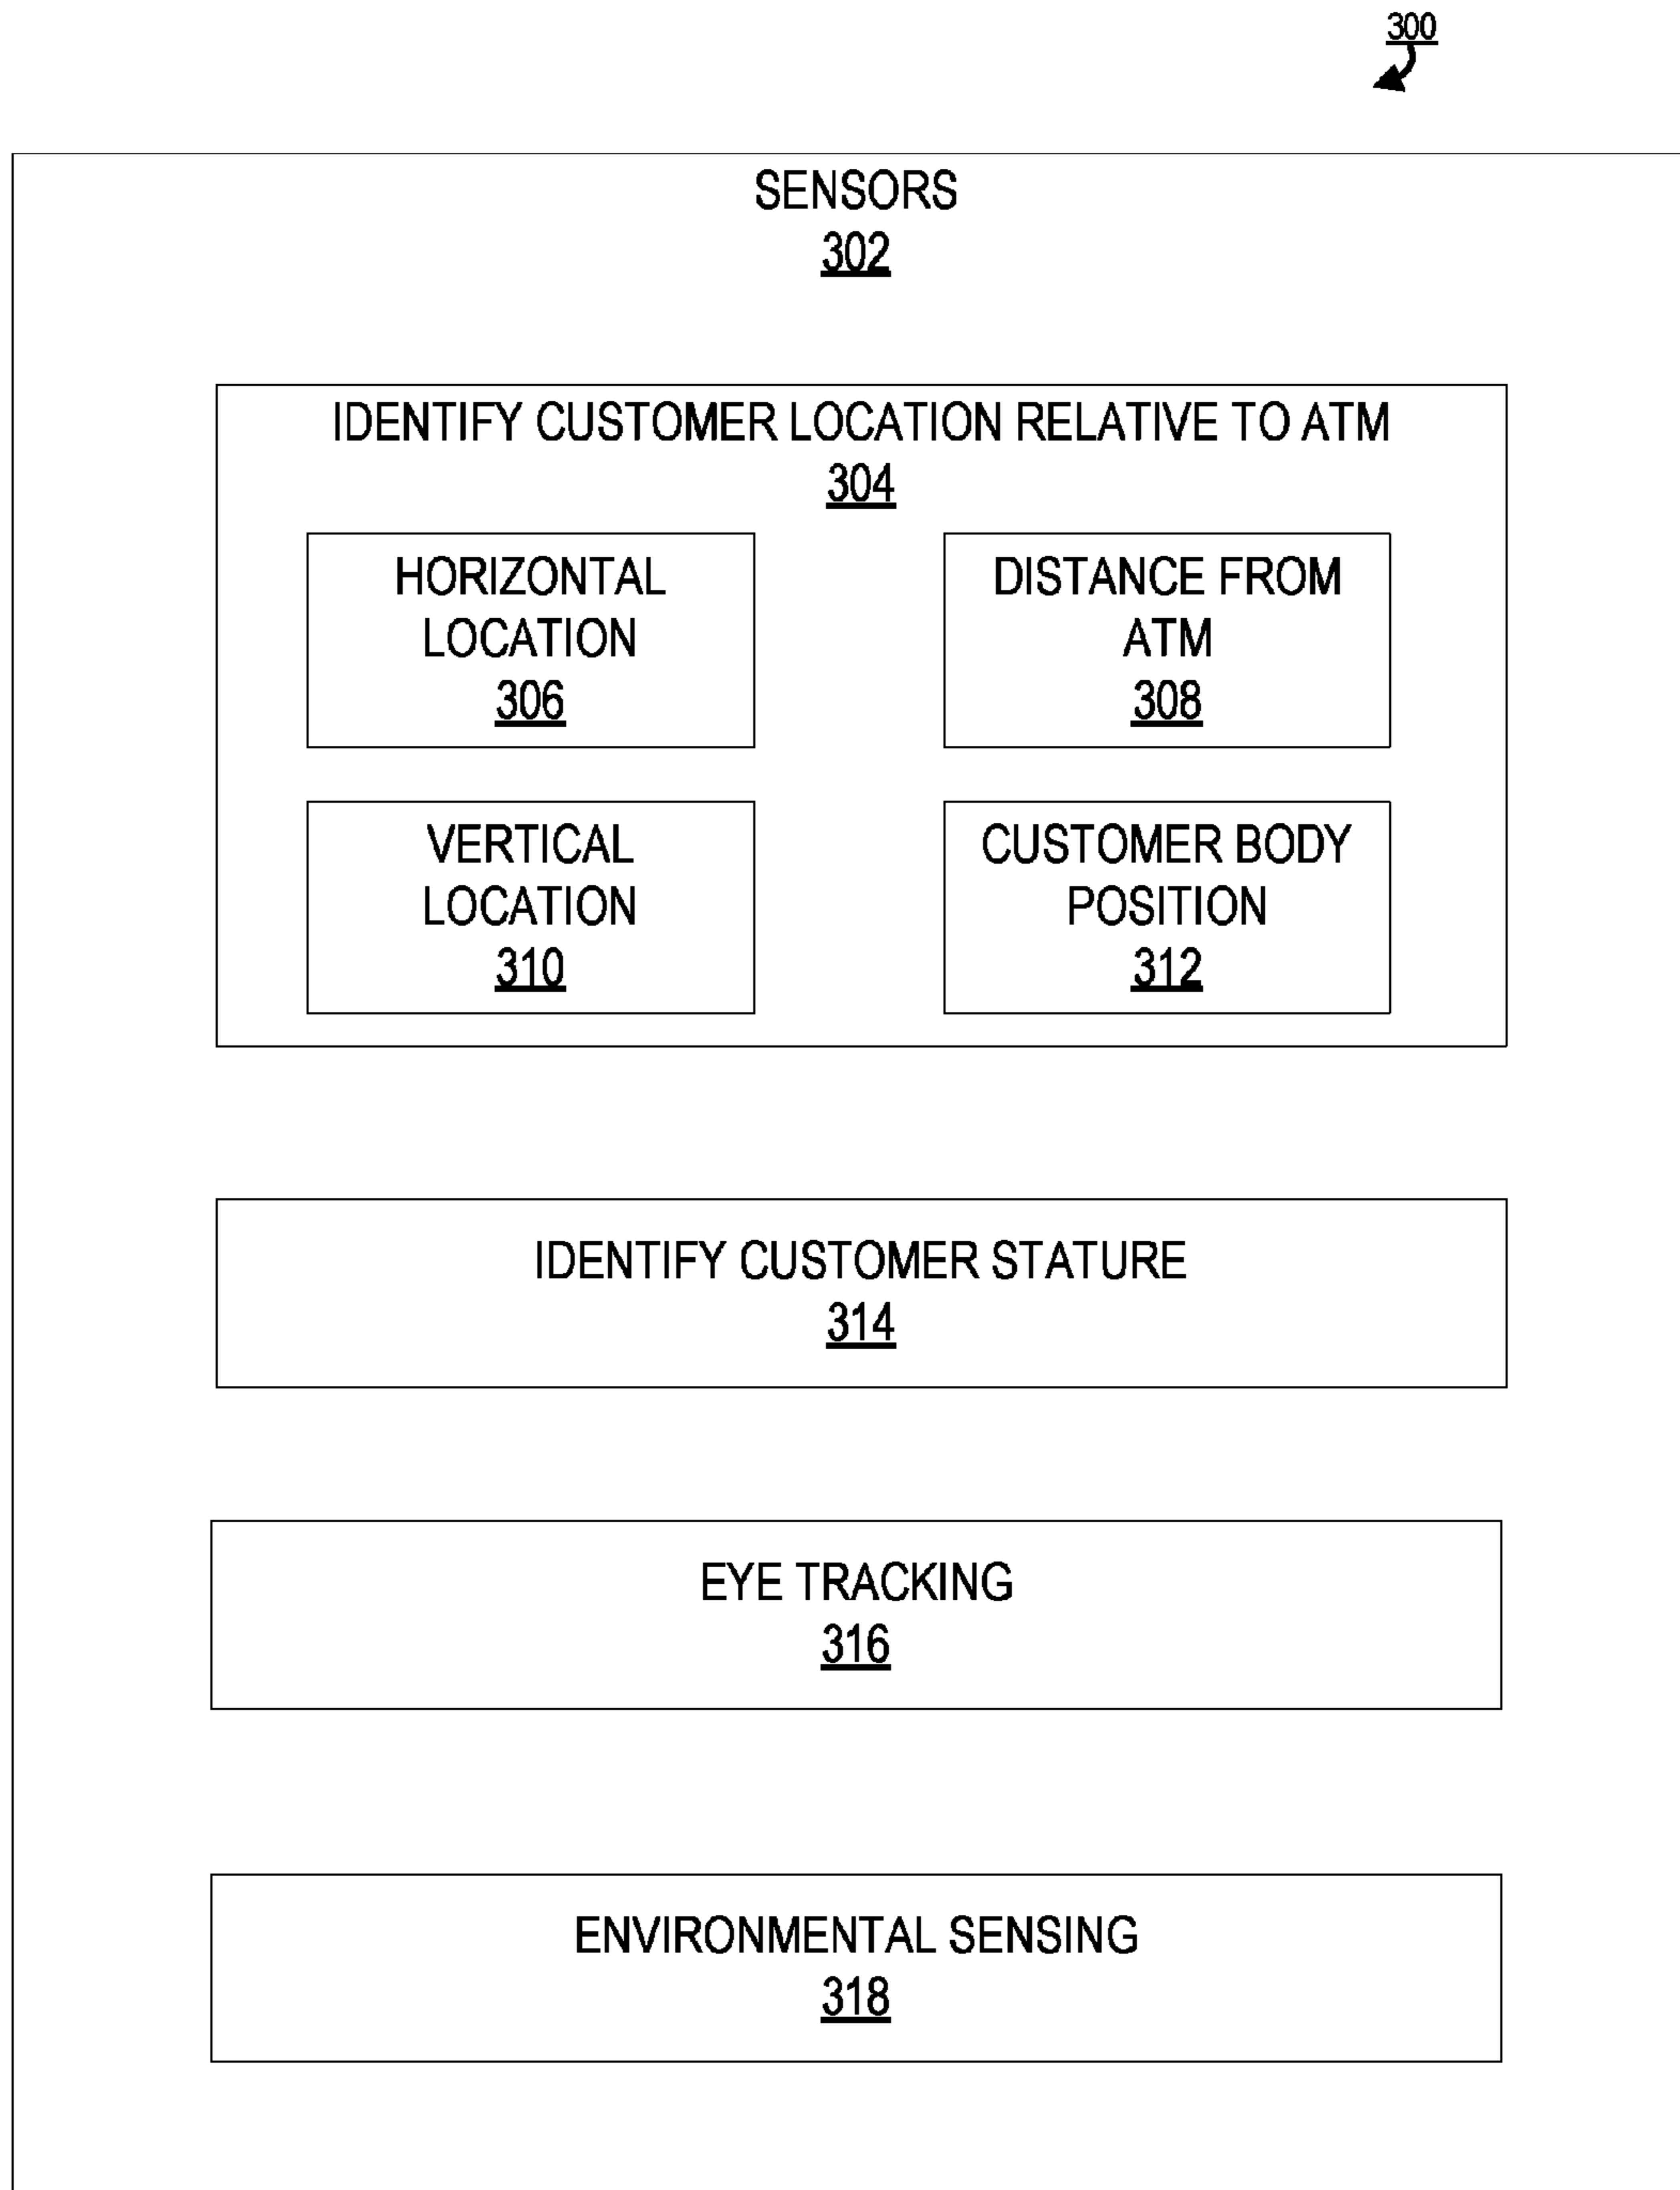 300
SENSORS
302
IDENTIFY CUSTOMER LOCATION RELATIVE TO ATM
304
HORIZONTAL
LOCATION
306
DISTANCE FROM
ATM
308
VERTICAL
LOCATION
310
CUSTOMER BODY
POSITION
312
IDENTIFY CUSTOMER STATURE
314
EYE TRACKING
316
ENVIRONMENTAL SENSING
318